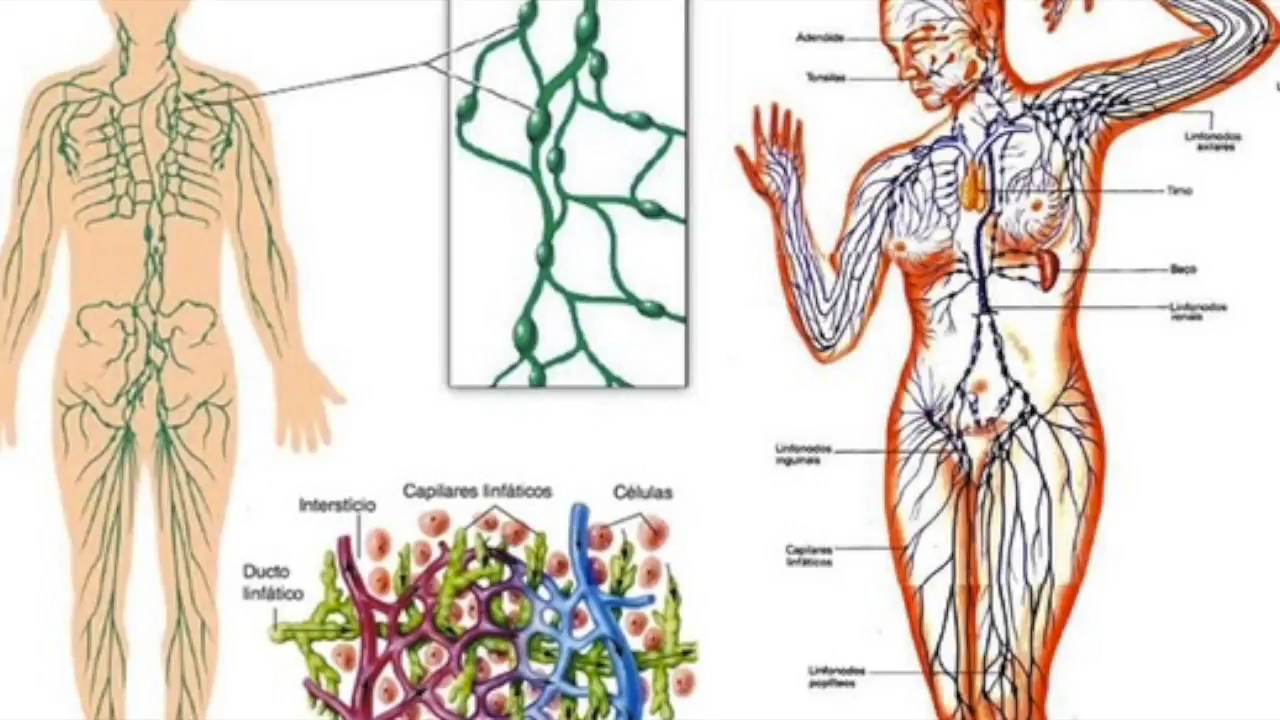 Interstício
Capilares linfáticos
Células
Ducto
linfático
Adenóide
Tonsilas
Linfonodos
axilares
Timo
Baço
Linfonodos
renais
Linfonodos
inguinais
Capilares
linfáticos
Linfonodos
poplíteos